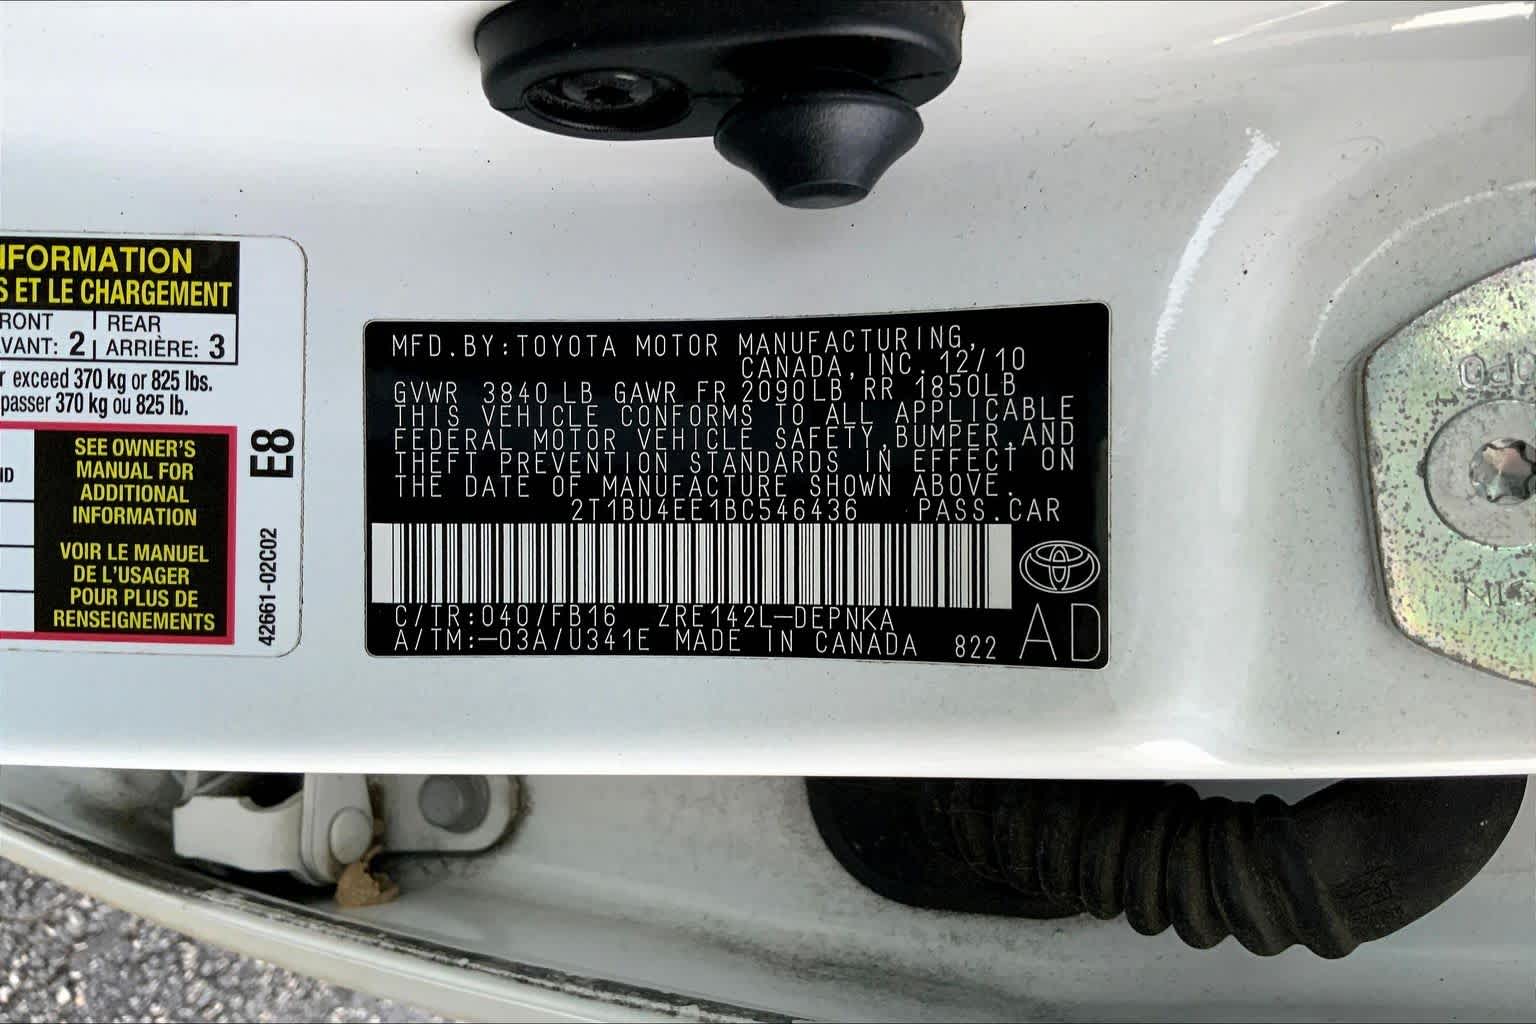 NFORMATION
S ET LE CHARGEMENT
RONT | REAR
VANT: 2 | ARRIÈRE: 3
r exceed 370 kg or 825 lbs.
passer 370 kg ou 825 lb.
SEE OWNER'S
MANUAL FOR
ADDITIONAL
INFORMATION
VOIR LE MANUEL
DE L'USAGER
POUR PLUS DE
RENSEIGNEMENTS
E8
42661-02C02
MFD.BY:TOYOTA MOTOR MANUFACTURING,
CANADA,INC. 12/10
GVWR 3840LB GAWR FR 2090LB RR 1850LB
THIS VEHICLE CONFORMS TO ALL APPLICABLE
FEDERAL MOTOR VEHICLE SAFETY,BUMPER,AND
THEFT PREVENTION STANDARDS IN EFFECT ON
THE DATE OF MANUFACTURE SHOWN ABOVE.
2T1BU4EE1BC546436 PASS.CAR
C/TR:040/FB16 ZRE142L-DEPNKA
A/TM:-03A/U341E MADE IN CANADA 822
AD